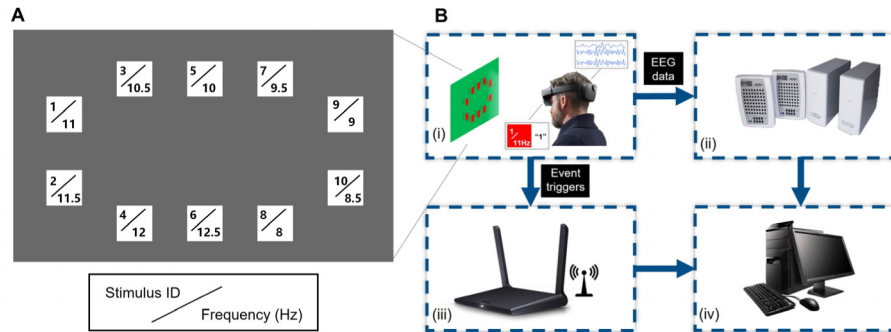 A
3
10.5
5
10
7
9.5
1
11
9
9
2
11.5
10
8.5
4
12
6
12.5
8
8
Stimulus ID
Frequency (Hz)
B
(i)
1
11Hz
"1"
EEG
data
(ii)
Event
triggers
(iii)
(iv)